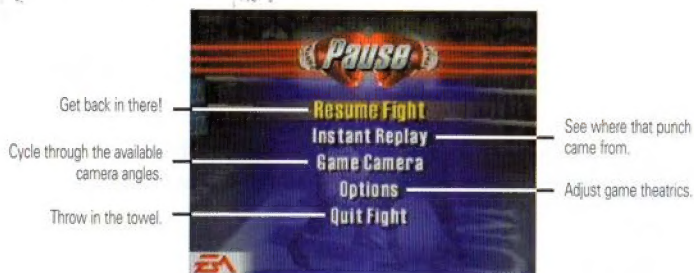 Pause
Get back in there!
Resume Fight
Instant Replay
See where that punch
came from.
Cycle through the available
camera angles.
Game Camera
Options
Adjust game theatrics.
Throw in the towel.
Quit Fight
EA